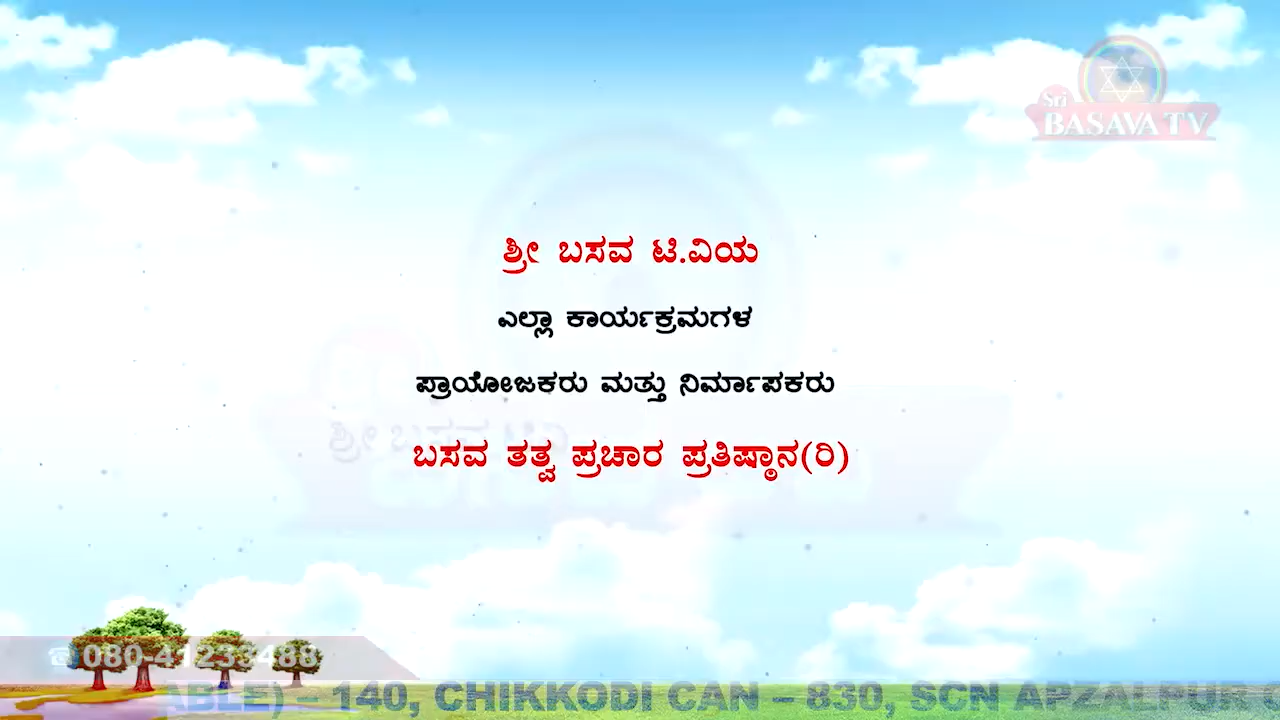 Sri
BASAVA TV
ಶ್ರೀ ಬಸವ ಟಿ.ವಿಯ
ಎಲ್ಲಾ ಕಾರ್ಯಕ್ರಮಗಳ
ಪ್ರಾಯೋಜಕರು ಮತ್ತು ನಿರ್ಮಾಪಕರು
ಬಸವ ತತ್ವ ಪ್ರಚಾರ ಪ್ರತಿಷ್ಠಾನ(ರಿ)
080-41233488
ABLE) - 140, CHIKKODI CAN - 830, SCN APZALPUR